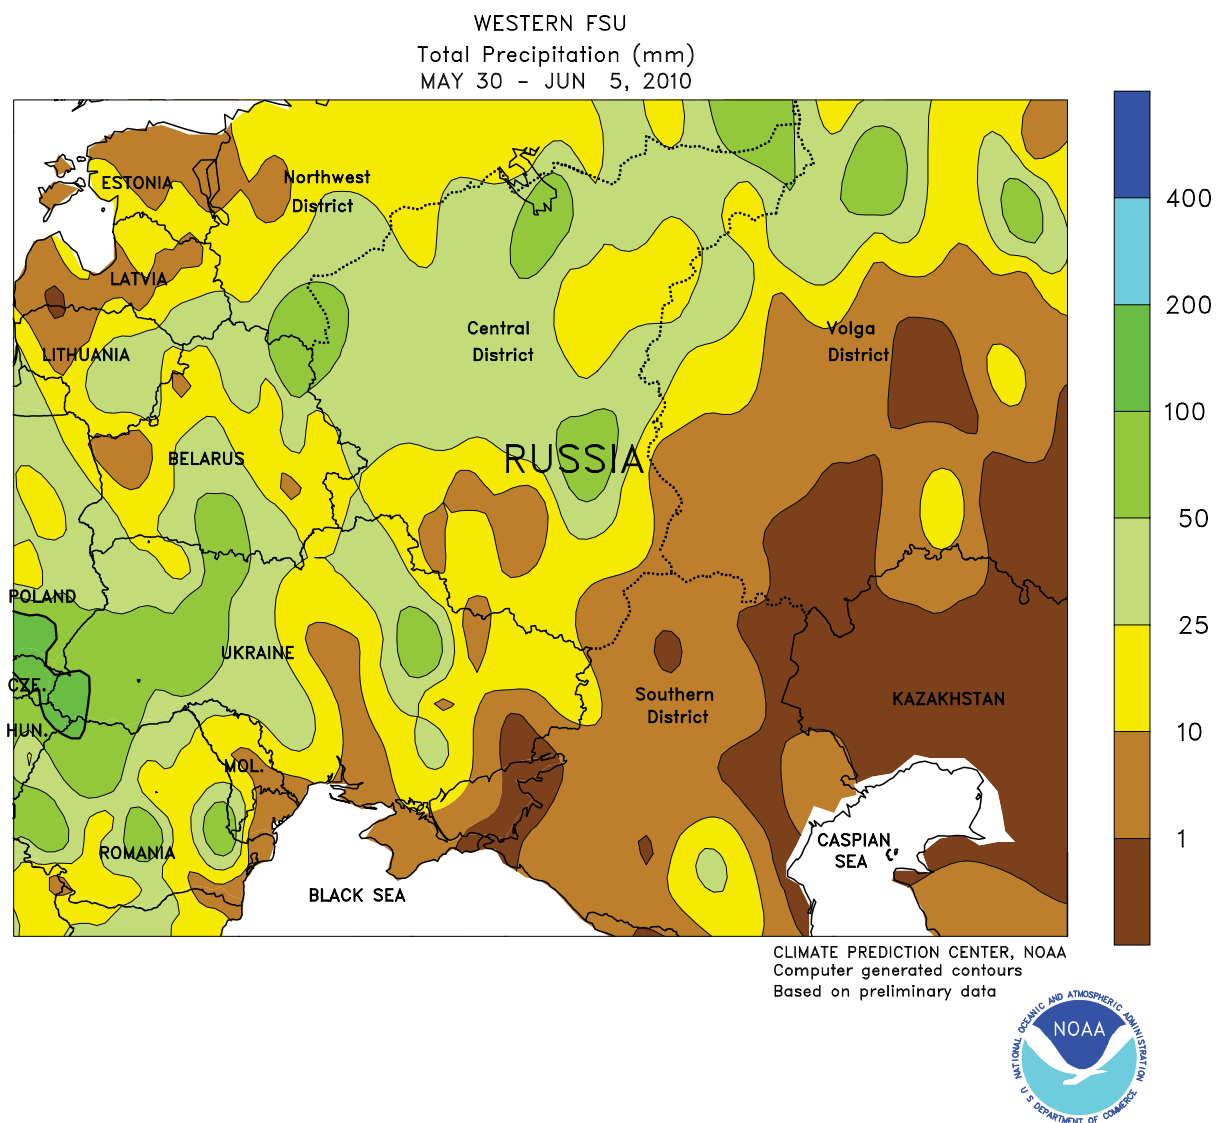 WESTERN FSU
Total Precipitation (mm)
MAY 30 - JUN 5, 2010
ESTONIA
Northwest
District
LATVIA
LITHUANIA
Central
District
Volga
District
BELARUS
RUSSIA
POLAND
UKRAINE
CZE.
Southern
District
KAZAKHSTAN
HUN.
MOL.
ROMANIA
CASPIAN
SEA
BLACK SEA
400
200
100
50
25
10
1
CLIMATE PREDICTION CENTER, NOAA
Computer generated contours
Based on preliminary data
NATIONAL OCEANIC AND ATMOSPHERIC ADMINISTRATION
NOAA
U S DEPARTMENT OF COMMERCE